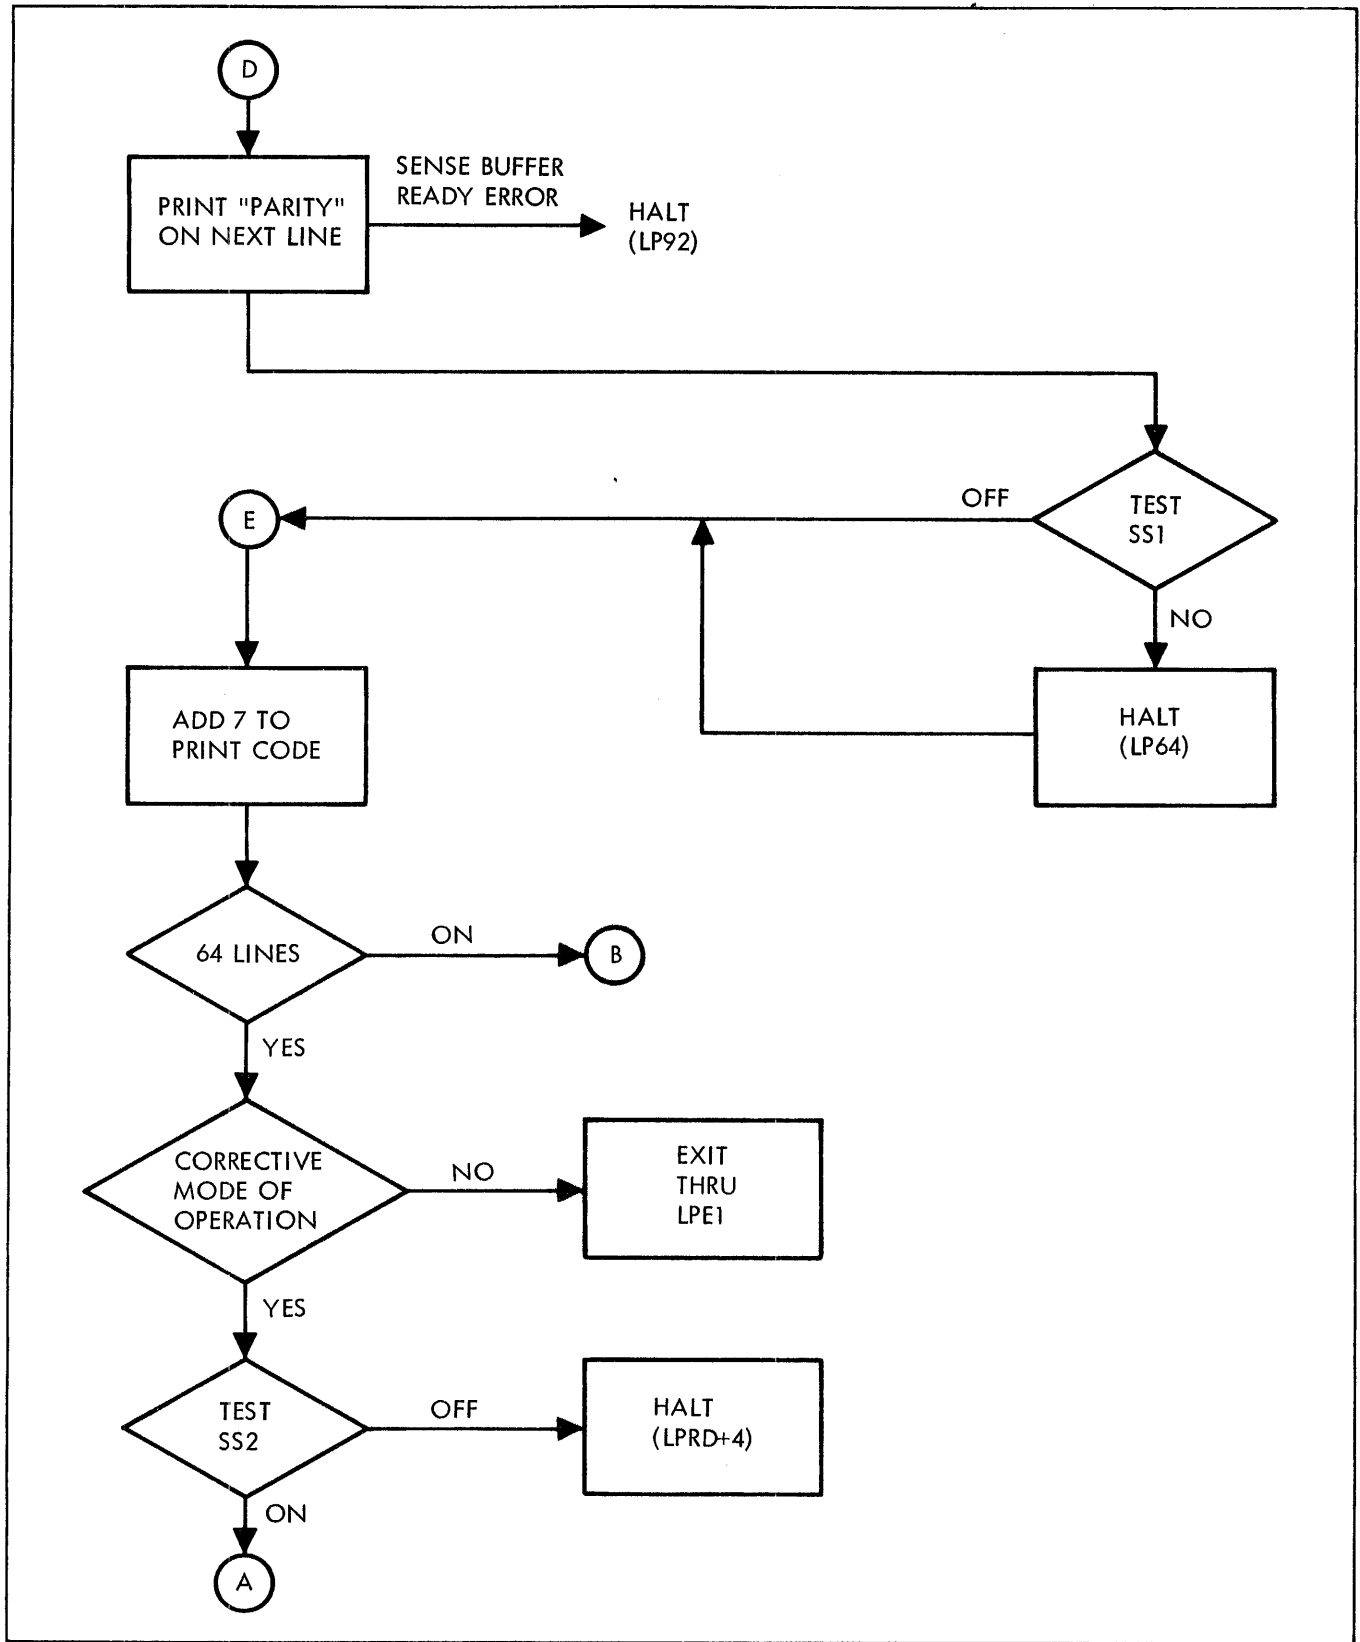 D
PRINT "PARITY"
ON NEXT LINE
SENSE BUFFER
READY ERROR
HALT
(LP92)
E
OFF
TEST
SS1
NO
HALT
(LP64)
ADD 7 TO
PRINT CODE
64 LINES
ON
B
YES
CORRECTIVE
MODE OF
OPERATION
NO
EXIT
THRU
LPE1
YES
TEST
SS2
OFF
HALT
(LPRD+4)
ON
A